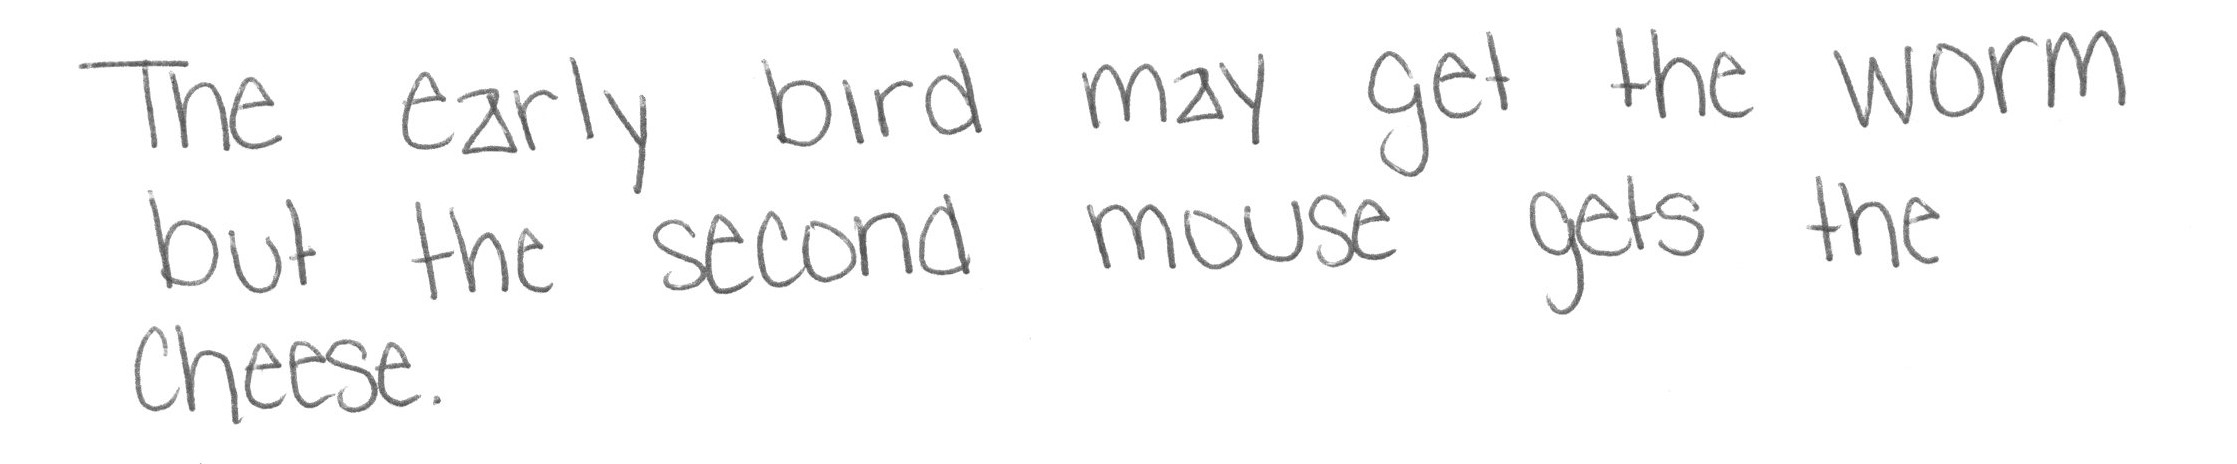 The early bird may get the worm
but the second mouse gets the
cheese.